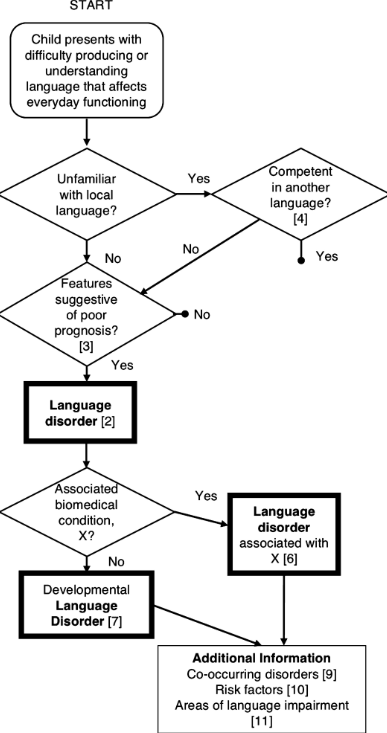 START
Child presents with
difficulty producing or
understanding
language that affects
everyday functioning
Unfamiliar
with local
language?
Yes
Competent
in another
language?
[4]
No
No
Yes
Features
suggestive
of poor
prognosis?
[3]
No
Yes
Language
disorder [2]
Associated
biomedical
condition,
X?
Yes
Language
disorder
associated with
X [6]
No
Developmental
Language
Disorder [7]
Additional Information
Co-occurring disorders [9]
Risk factors [10]
Areas of language impairment
[11]